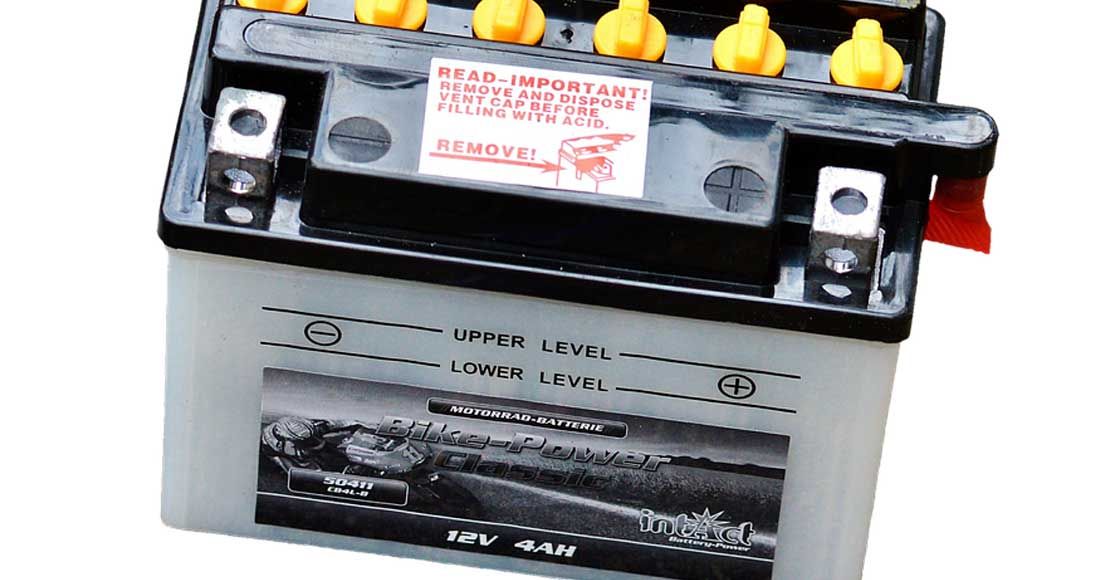 READ-IMPORTANT!
REMOVE AND DISPOSE
VENT CAP BEFORE
FILLING WITH ACID.
REMOVE!
UPPER LEVEL
LOWER LEVEL
MOTORRAD-BATTERIE
Bike-Power
Classic
50411
CB4L-B
intAct
Battery-Power
12V 4AH